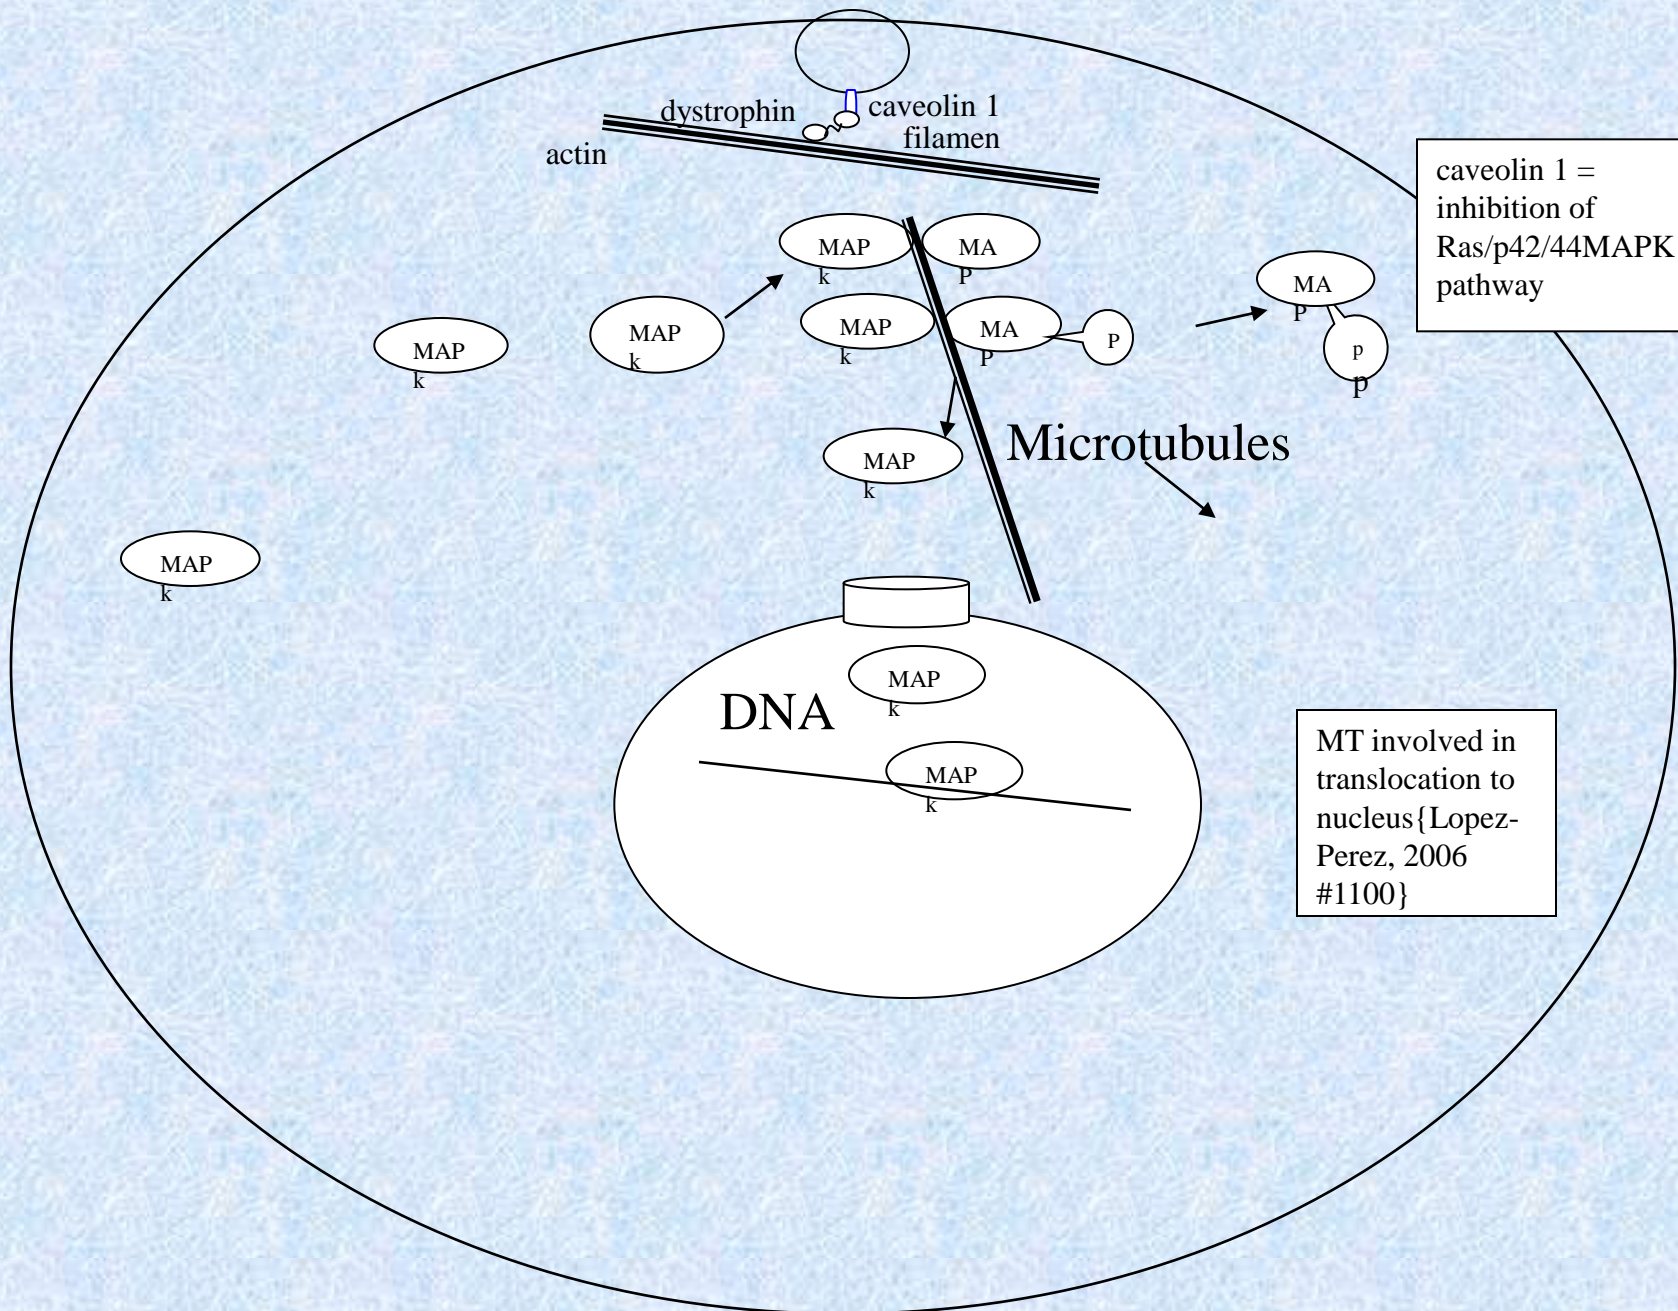 dystrophin
caveolin 1
filamen
actin
caveolin 1 =
inhibition of
Ras/p42/44MAPK
pathway
MAP
k
MA
P
MA
P
p
p
MAP
k
MAP
k
MAP
k
MA
P
P
MAP
k
Microtubules
MAP
k
MAP
k
DNA
MAP
k
MT involved in
translocation to
nucleus{Lopez-
Perez, 2006
#1100}